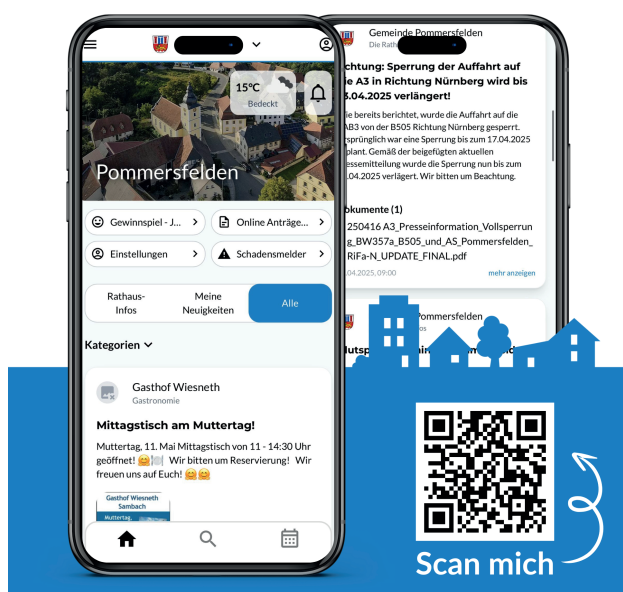 15°C
Bedeckt
Pommersfelden
Gewinnspiel - J...
Online Anträge...
Einstellungen
Schadensmelder
Rathaus-
Infos
Meine
Neuigkeiten
Alle
Kategorien
Gasthof Wiesneth
Gastronomie
Mittagstisch am Muttertag!
Muttertag, 11. Mai Mittagstisch von 11 - 14:30 Uhr
geöffnet! 🤗🍽️ Wir bitten um Reservierung! Wir
freuen uns auf Euch! 🤗🤗
Gasthof Wiesneth
Sambach
Muttertag,
Gemeinde Pommersfelden
Die Rath
chtung: Sperrung der Auffahrt auf
ie A3 in Richtung Nürnberg wird bis
3.04.2025 verlängert!
ie bereits berichtet, wurde die Auffahrt auf die
AB3 von der B505 Richtung Nürnberg gesperrt.
sprünglich war eine Sperrung bis zum 17.04.2025
plant. Gemäß der beigefügten aktuellen
essemitteilung wurde die Sperrung nun bis zum
.04.2025 verlägert. Wir bitten um Beachtung.
okumente (1)
250416 A3_Presseinformation_Vollsperrun
g_BW357a_B505_und_AS_Pommersfelden_
RiFa-N_UPDATE_FINAL.pdf
.04.2025, 09:00
mehr anzeigen
Pommersfelden
Scan mich